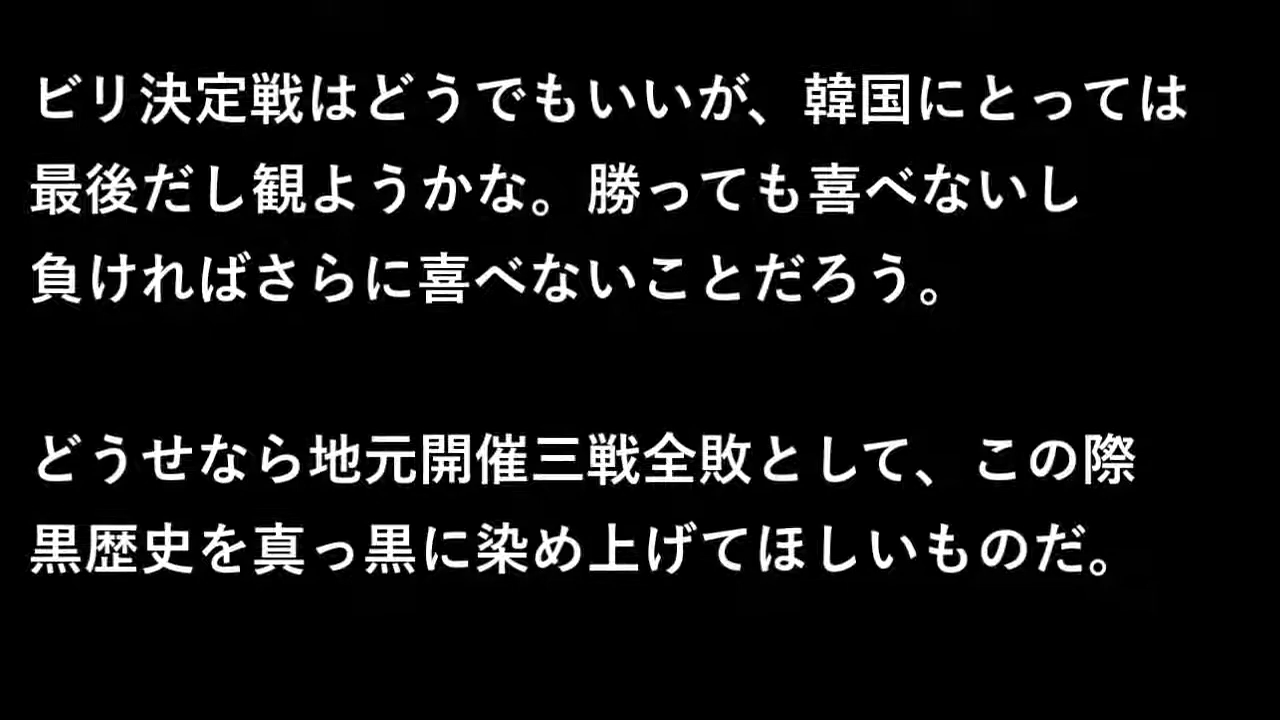 ビリ決定戦はどうでもいいが、韓国にとっては
最後だし観ようかな。勝っても喜べないし
負ければさらに喜べないことだろう。
どうせなら地元開催三戦全敗として、この際
黒歴史を真っ黒に染め上げてほしいものだ。